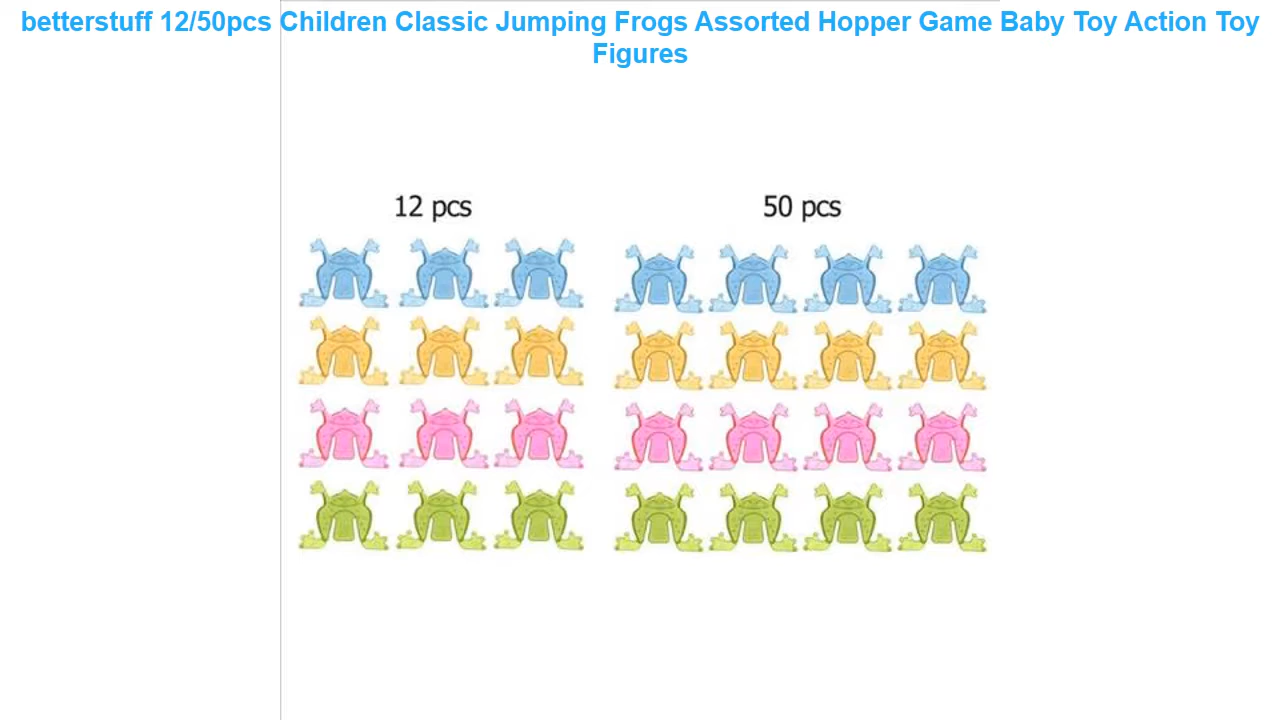 betterstuff 12/50pcs Children Classic Jumping Frogs Assorted Hopper Game Baby Toy Action Toy
Figures
12 pcs
50 pcs